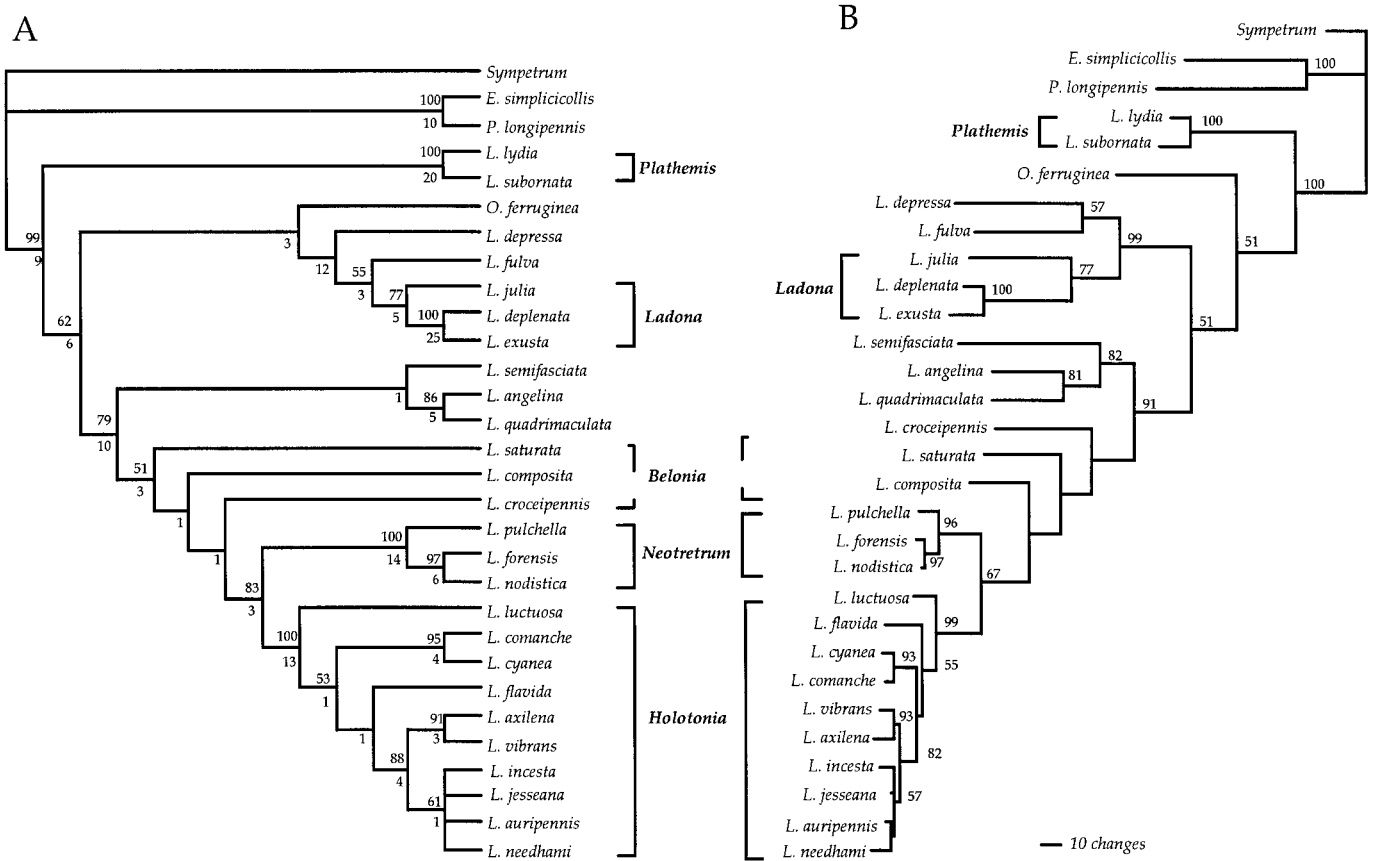 A
Sympetrum
100
E. simplicicollis
10
P. longipennis
100
L. lydia
20
L. subornata
Plathemis
99
9
O. ferruginea
3
L. depressa
12
55
L. fulva
3
77
L. julia
5
100
L. deplenata
25
L. exusta
Ladona
62
6
L. semifasciata
1
86
L. angelina
5
L. quadrimaculata
79
10
51
L. saturata
3
L. composita
1
L. croceipennis
1
Belonia
100
L. pulchella
14
97
L. forensis
6
L. nodistica
Neotretrum
83
3
L. luctuosa
100
13
95
L. comanche
4
L. cyanea
53
1
L. flavida
1
91
L. axilena
3
L. vibrans
88
4
L. incesta
61
L. jesseana
1
L. auripennis
L. needhami
Holotonia
B
Sympetrum
E. simplicicollis
100
P. longipennis
L. lydia
100
Plathemis
L. subornata
O. ferruginea
100
L. depressa
57
L. fulva
99
51
L. julia
77
Ladona
L. deplenata
100
L. exusta
51
L. semifasciata
82
L. angelina
81
L. quadrimaculata
91
L. croceipennis
L. saturata
L. composita
L. pulchella
96
L. forensis
97
L. nodistica
67
L. luctuosa
99
L. flavida
L. cyanea
93
55
L. comanche
L. vibrans
93
L. axilena
82
L. incesta
L. jesseana
57
L. auripennis
L. needhami
10 changes